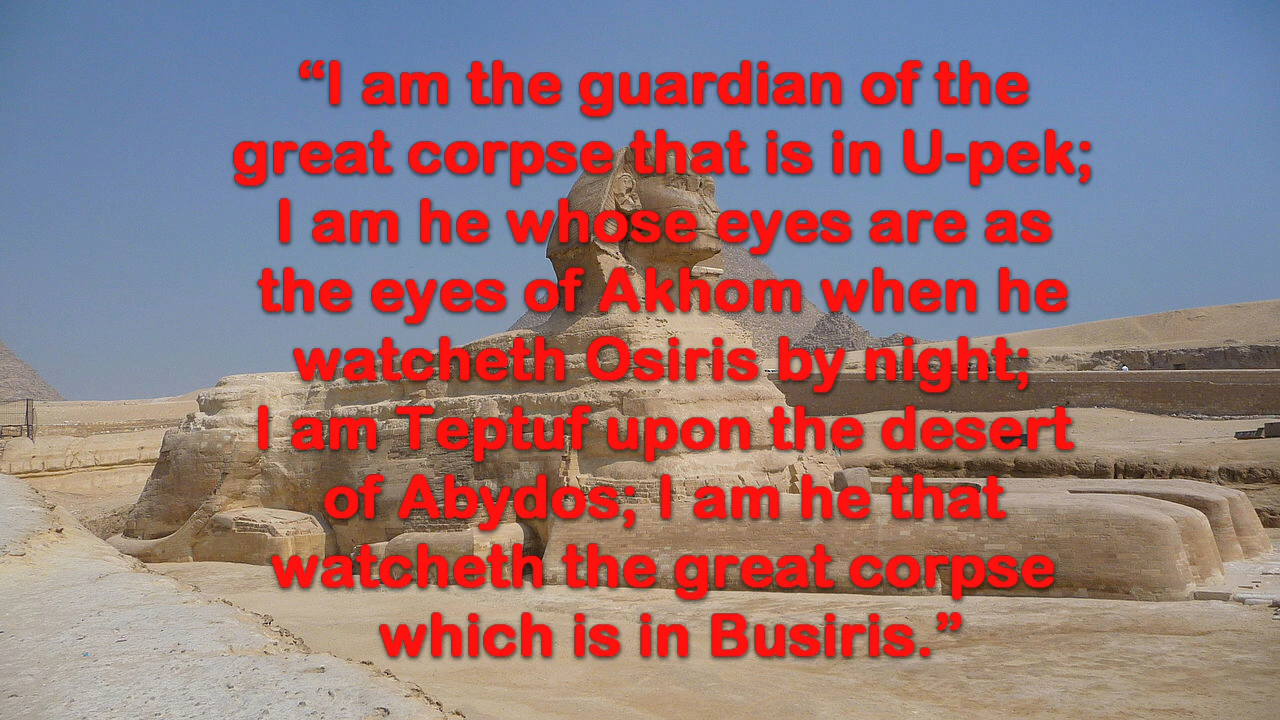 “I am the guardian of the
great corpse that is in U-pek;
I am he whose eyes are as
the eyes of Akhom when he
watcheth Osiris by night;
I am Teptuf upon the desert
of Abydos; I am he that
watcheth the great corpse
which is in Busiris.”